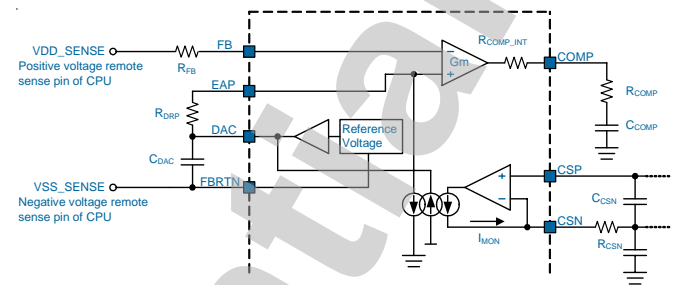 VDD_SENSE
Positive voltage remote
sense pin of CPU
RFB
FB
EAP
RDRP
DAC
CDAC
VSS_SENSE
Negative voltage remote
sense pin of CPU
FBRTN
Reference
Voltage
Gm
RCOMP_INT
COMP
RCOMP
CCOMP
CSP
CCSN
CSN
RCSN
IMON